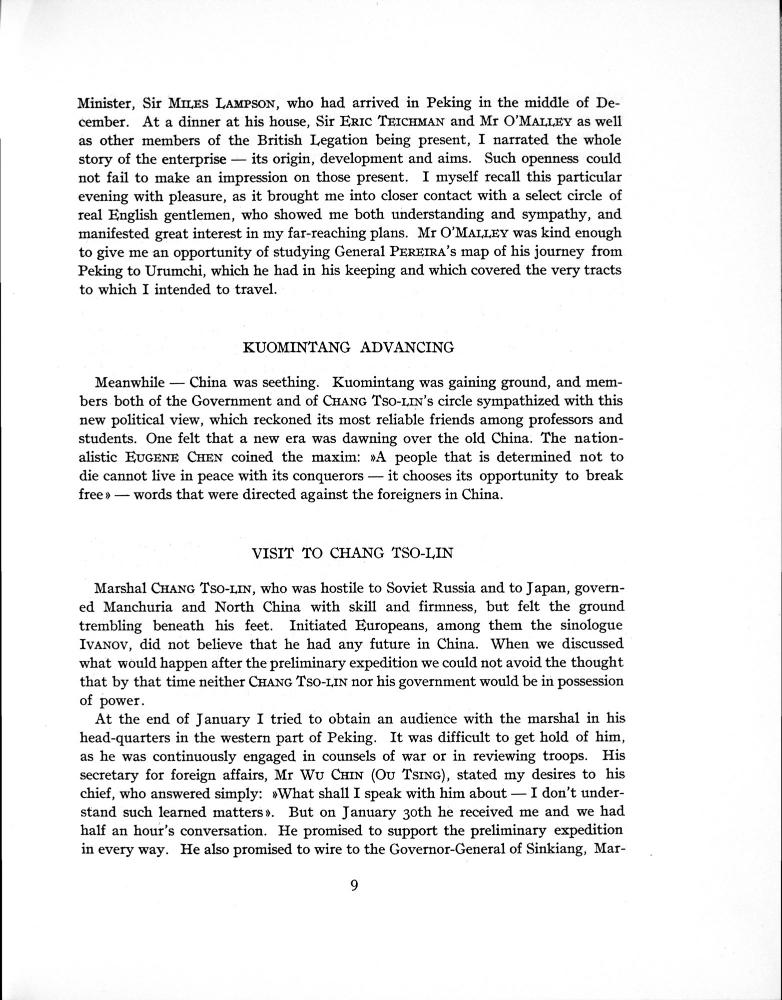 Minister, Sir MILES LAMPSON, who had arrived in Peking in the middle of De-
cember. At a dinner at his house, Sir ERIC TEICHMAN and Mr O'MALLEY as well
as other members of the British Legation being present, I narrated the whole
story of the enterprise — its origin, development and aims. Such openness could
not fail to make an impression on those present. I myself recall this particular
evening with pleasure, as it brought me into closer contact with a select circle of
real English gentlemen, who showed me both understanding and sympathy, and
manifested great interest in my far-reaching plans. Mr O'MALLEY was kind enough
to give me an opportunity of studying General PEREIRA's map of his journey from
Peking to Urumchi, which he had in his keeping and which covered the very tracts
to which I intended to travel.
KUOMINTANG ADVANCING
Meanwhile — China was seething. Kuomintang was gaining ground, and mem-
bers both of the Government and of CHANG TSO-LIN's circle sympathized with this
new political view, which reckoned its most reliable friends among professors and
students. One felt that a new era was dawning over the old China. The nation-
alistic EUGENE CHEN coined the maxim: »A people that is determined not to
die cannot live in peace with its conquerors — it chooses its opportunity to break
free» — words that were directed against the foreigners in China.
VISIT TO CHANG TSO-LIN
Marshal CHANG TSO-LIN, who was hostile to Soviet Russia and to Japan, govern-
ed Manchuria and North China with skill and firmness, but felt the ground
trembling beneath his feet. Initiated Europeans, among them the sinologue
IVANOV, did not believe that he had any future in China. When we discussed
what would happen after the preliminary expedition we could not avoid the thought
that by that time neither CHANG TSO-LIN nor his government would be in possession
of power.
At the end of January I tried to obtain an audience with the marshal in his
head-quarters in the western part of Peking. It was difficult to get hold of him,
as he was continuously engaged in counsels of war or in reviewing troops. His
secretary for foreign affairs, Mr WU CHIN (OU TSING), stated my desires to his
chief, who answered simply: »What shall I speak with him about — I don't under-
stand such learned matters». But on January 30th he received me and we had
half an hour's conversation. He promised to support the preliminary expedition
in every way. He also promised to wire to the Governor-General of Sinkiang, Mar-
9